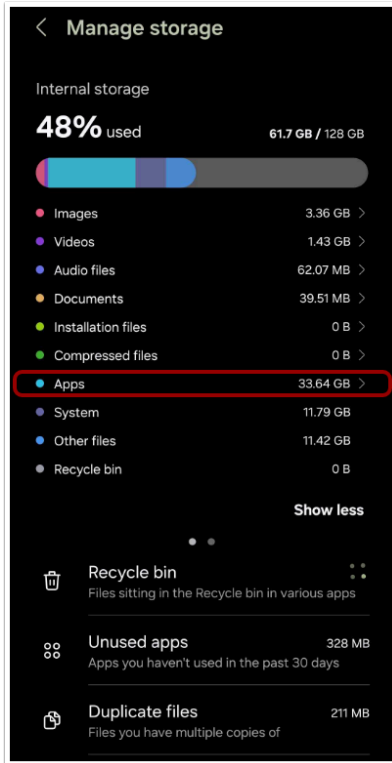 Manage storage
Internal storage
48% used 61.7 GB / 128 GB
Images 3.36 GB
Videos 1.43 GB
Audio files 62.07 MB
Documents 39.51 MB
Installation files 0 B
Compressed files 0 B
Apps 33.64 GB
System 11.79 GB
Other files 11.42 GB
Recycle bin 0 B
Show less
Recycle bin
Files sitting in the Recycle bin in various apps
Unused apps 328 MB
Apps you haven't used in the past 30 days
Duplicate files 211 MB
Files you have multiple copies of